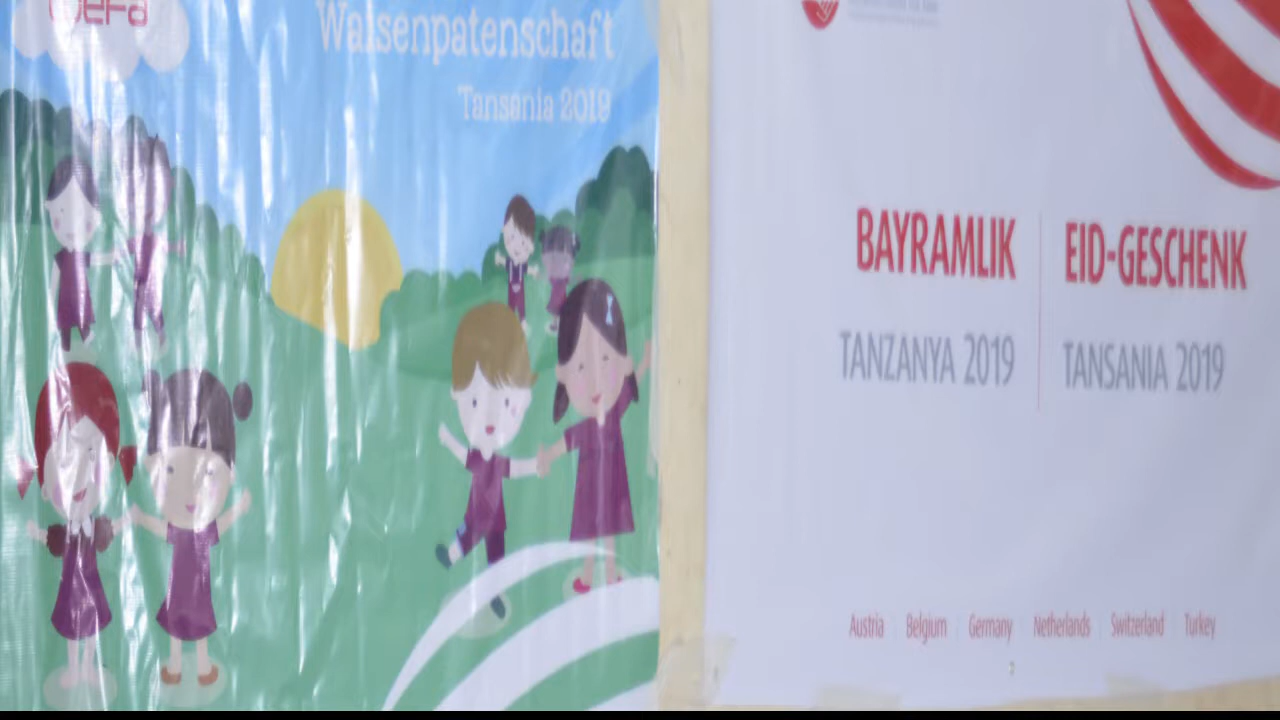 Waisenpatenschaft
Tansania 2019
BAYRAMLIK
TANZANYA 2019
EID-GESCHENK
TANSANIA 2019
Austria Belgium Germany Netherlands Switzerland Turkey